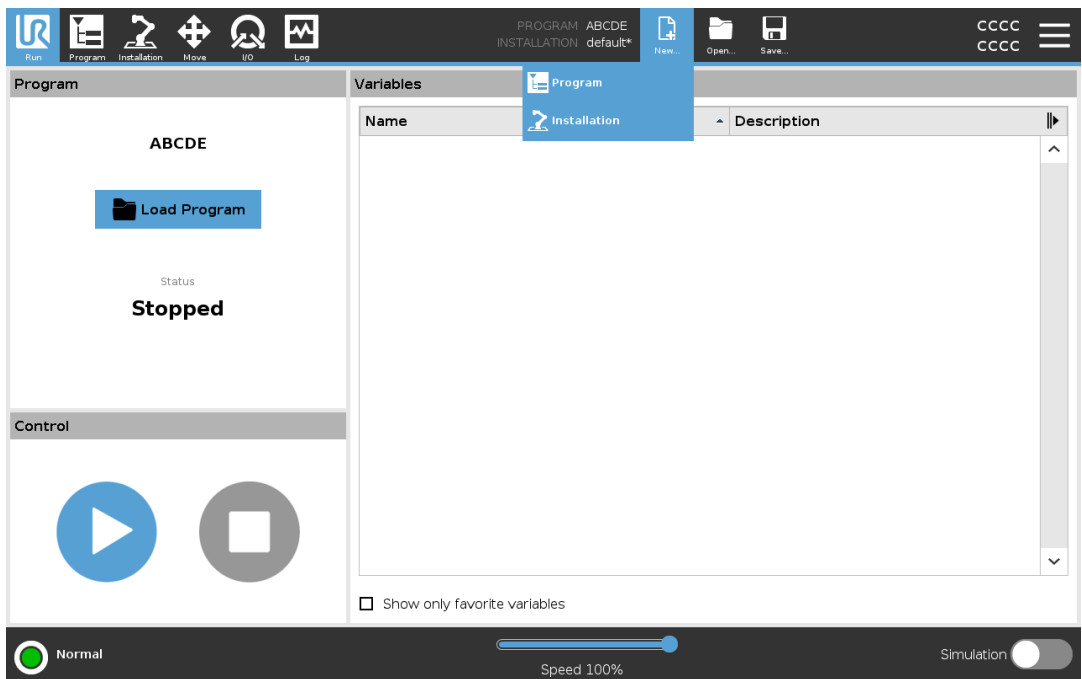 UR
Run
Program
Installation
Move
I/O
Log
PROGRAM ABCDE
INSTALLATION default*
New...
Open...
Save...
CCCC
CCCC
Program
Installation
Program
ABCDE
Load Program
Status
Stopped
Control
Variables
Name
Description
Show only favorite variables
Normal
Speed 100%
Simulation